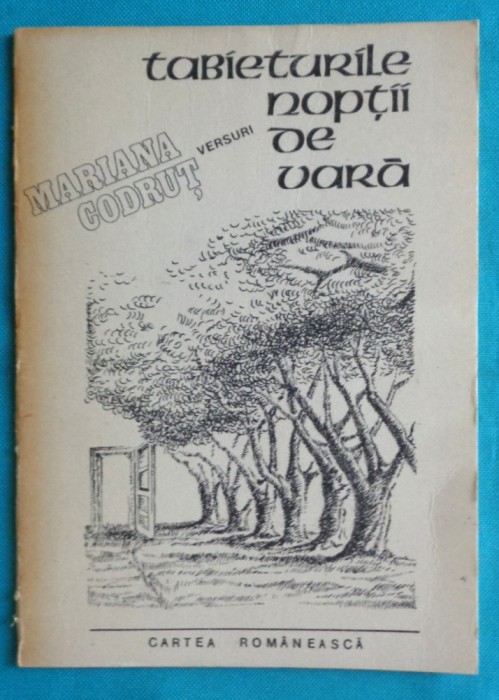 tabieturile
nopții
de
vară
MARIANA
CODRUȚ
VERSURI
CARTEA ROMÂNEASCĂ